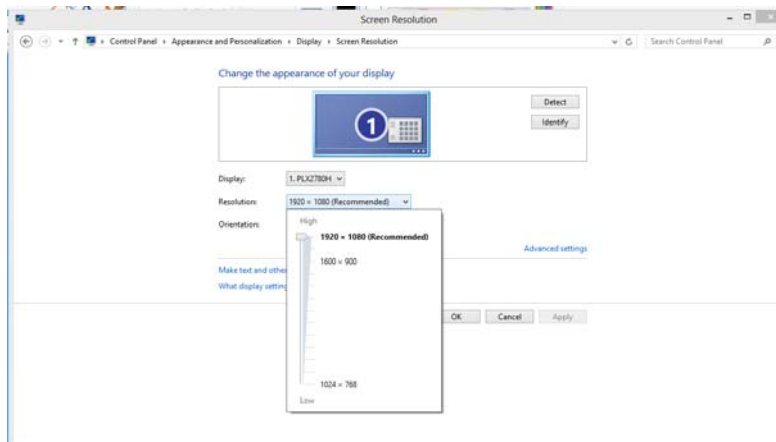 Screen Resolution
Control Panel › Appearance and Personalization › Display › Screen Resolution
Search Control Panel
Change the appearance of your display
1
Detect
Identify
Display: 1. PLX2780H
Resolution: 1920 × 1080 (Recommended)
Orientation: High
1920 × 1080 (Recommended)
Advanced settings
1600 × 900
Make text and othe
What display setting
OK Cancel Apply
1024 × 768
Low